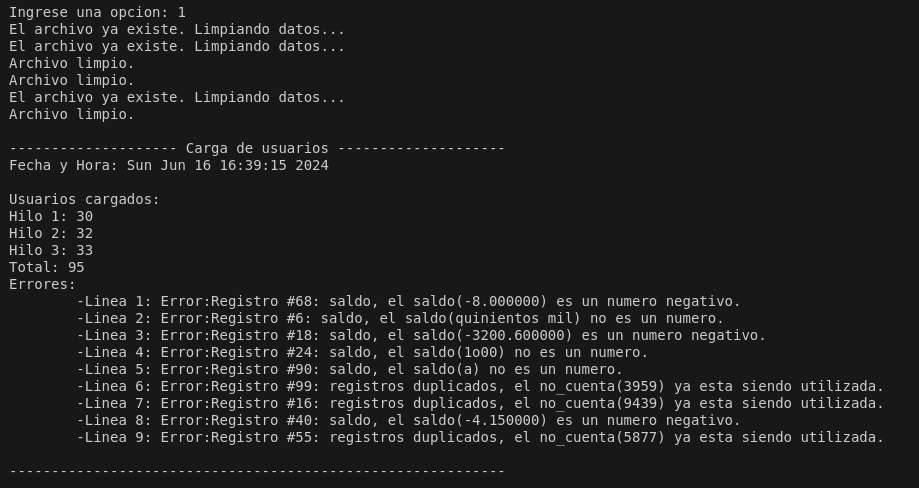 Ingrese una opcion: 1
El archivo ya existe. Limpiando datos...
El archivo ya existe. Limpiando datos...
Archivo limpio.
Archivo limpio.
El archivo ya existe. Limpiando datos...
Archivo limpio.
-------------------- Carga de usuarios --------------------
Fecha y Hora: Sun Jun 16 16:39:15 2024
Usuarios cargados:
Hilo 1: 30
Hilo 2: 32
Hilo 3: 33
Total: 95
Errores:
-Linea 1: Error:Registro #68: saldo, el saldo(-8.000000) es un numero negativo.
-Linea 2: Error:Registro #6: saldo, el saldo(quinientos mil) no es un numero.
-Linea 3: Error:Registro #18: saldo, el saldo(-3200.600000) es un numero negativo.
-Linea 4: Error:Registro #24: saldo, el saldo(1o00) no es un numero.
-Linea 5: Error:Registro #90: saldo, el saldo(a) no es un numero.
-Linea 6: Error:Registro #99: registros duplicados, el no_cuenta(3959) ya esta siendo utilizada.
-Linea 7: Error:Registro #16: registros duplicados, el no_cuenta(9439) ya esta siendo utilizada.
-Linea 8: Error:Registro #40: saldo, el saldo(-4.150000) es un numero negativo.
-Linea 9: Error:Registro #55: registros duplicados, el no_cuenta(5877) ya esta siendo utilizada.
-----------------------------------------------------------